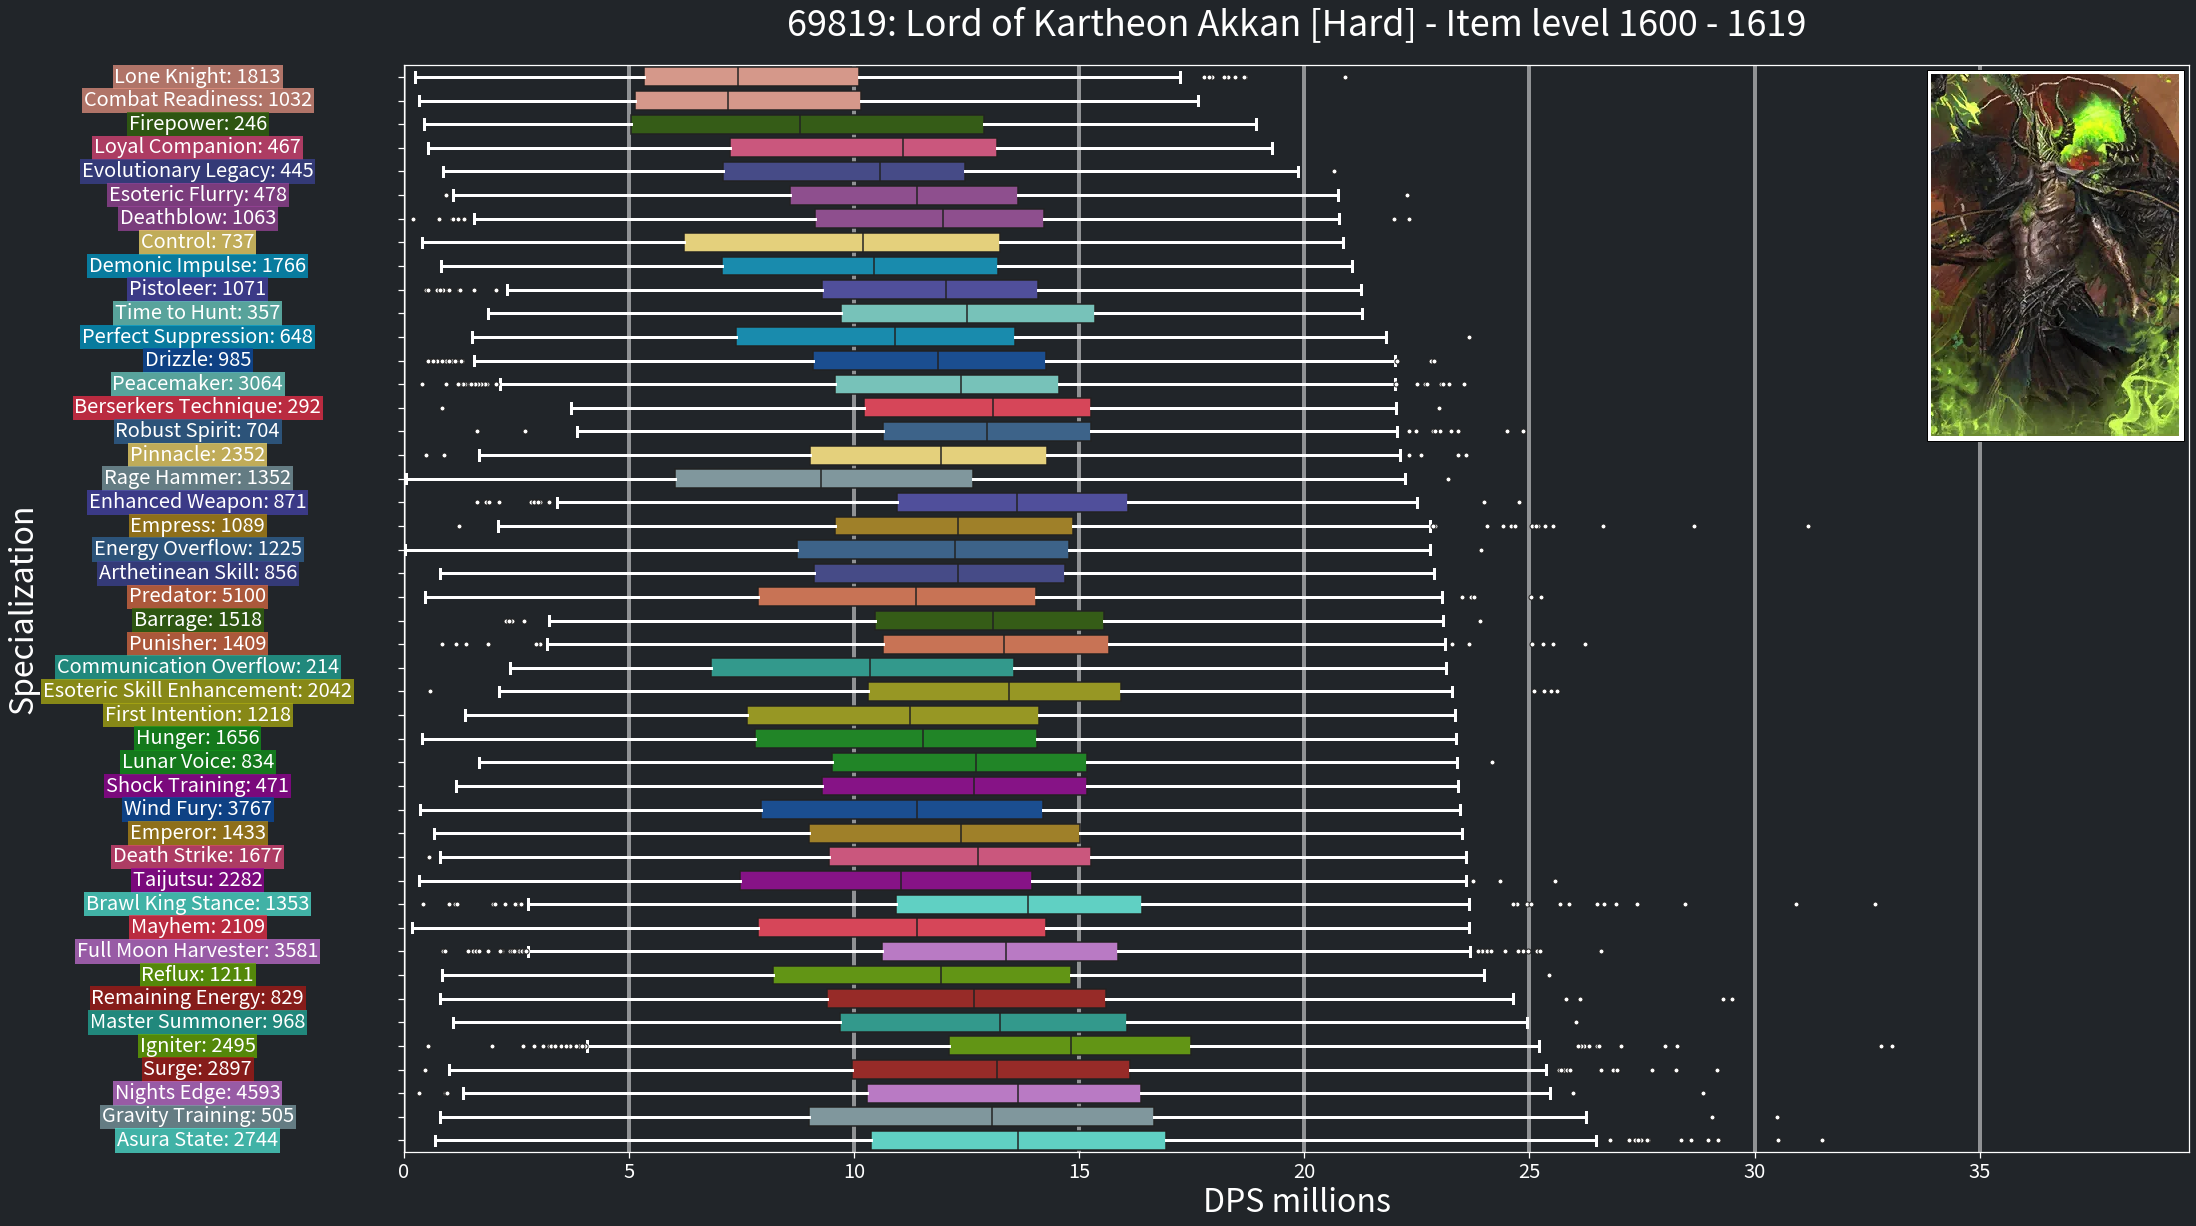 69819: Lord of Kartheon Akkan [Hard] - Item level 1600 - 1619
Specialization
Lone Knight: 1813
Combat Readiness: 1032
Firepower: 246
Loyal Companion: 467
Evolutionary Legacy: 445
Esoteric Flurry: 478
Deathblow: 1063
Control: 737
Demonic Impulse: 1766
Pistoleer: 1071
Time to Hunt: 357
Perfect Suppression: 648
Drizzle: 985
Peacemaker: 3064
Berserkers Technique: 292
Robust Spirit: 704
Pinnacle: 2352
Rage Hammer: 1352
Enhanced Weapon: 871
Empress: 1089
Energy Overflow: 1225
Arthetinean Skill: 856
Predator: 5100
Barrage: 1518
Punisher: 1409
Communication Overflow: 214
Esoteric Skill Enhancement: 2042
First Intention: 1218
Hunger: 1656
Lunar Voice: 834
Shock Training: 471
Wind Fury: 3767
Emperor: 1433
Death Strike: 1677
Taijutsu: 2282
Brawl King Stance: 1353
Mayhem: 2109
Full Moon Harvester: 3581
Reflux: 1211
Remaining Energy: 829
Master Summoner: 968
Igniter: 2495
Surge: 2897
Nights Edge: 4593
Gravity Training: 505
Asura State: 2744
0 5 10 15 20 25 30 35
DPS millions